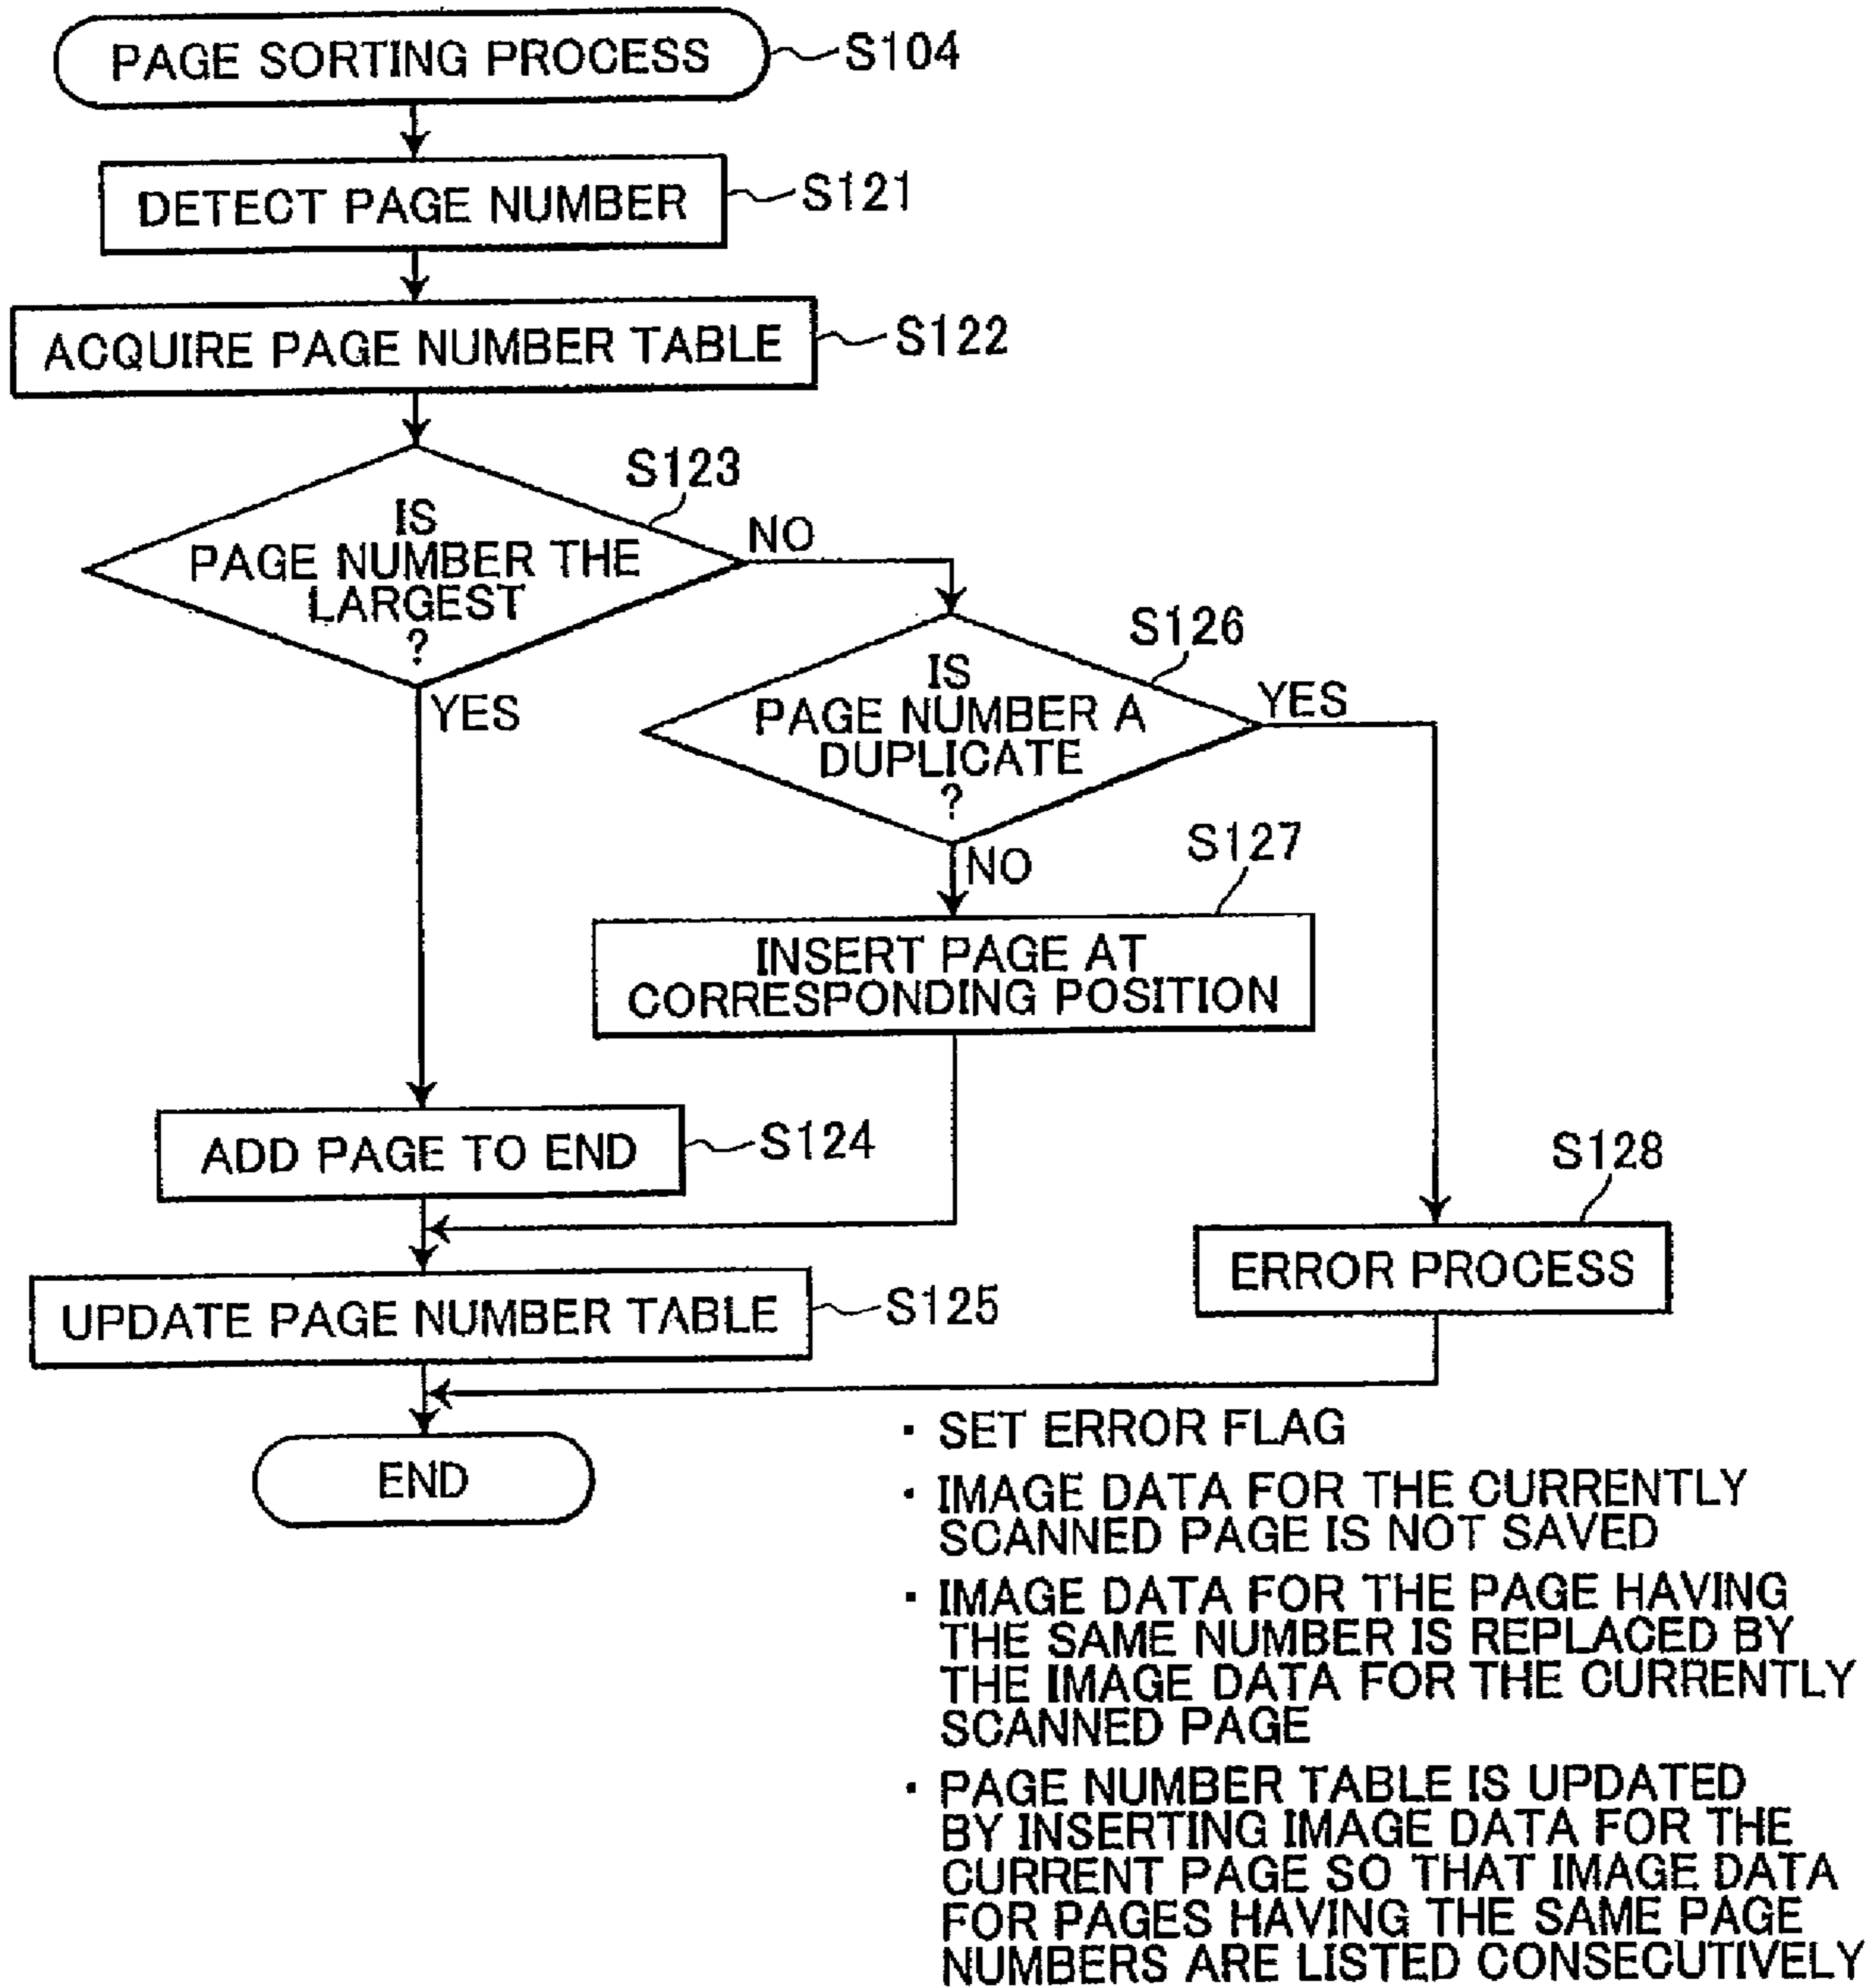 PAGE SORTING PROCESS
S104
DETECT PAGE NUMBER
S121
ACQUIRE PAGE NUMBER TABLE
S122
S123
IS
PAGE NUMBER THE
LARGEST
?
NO
YES
S126
IS
PAGE NUMBER A
DUPLICATE
?
YES
NO
S127
INSERT PAGE AT
CORRESPONDING POSITION
ADD PAGE TO END
S124
S128
ERROR PROCESS
UPDATE PAGE NUMBER TABLE
S125
END
・ SET ERROR FLAG
・ IMAGE DATA FOR THE CURRENTLY
SCANNED PAGE IS NOT SAVED
・ IMAGE DATA FOR THE PAGE HAVING
THE SAME NUMBER IS REPLACED BY
THE IMAGE DATA FOR THE CURRENTLY
SCANNED PAGE
・ PAGE NUMBER TABLE IS UPDATED
BY INSERTING IMAGE DATA FOR THE
CURRENT PAGE SO THAT IMAGE DATA
FOR PAGES HAVING THE SAME PAGE
NUMBERS ARE LISTED CONSECUTIVELY